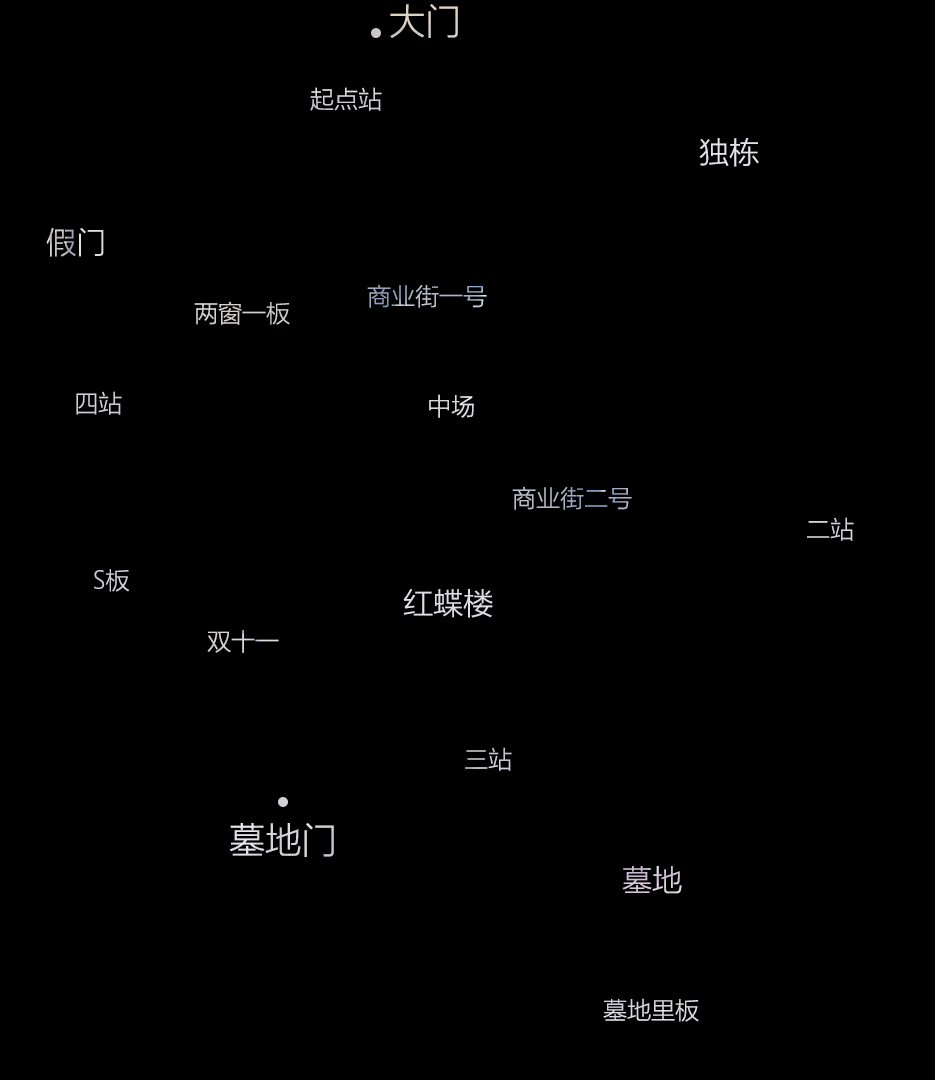 大门
起点站
独栋
假门
商业街一号
两窗一板
四站
中场
商业街二号
二站
S板
红蝶楼
双十一
三站
墓地门
墓地
墓地里板